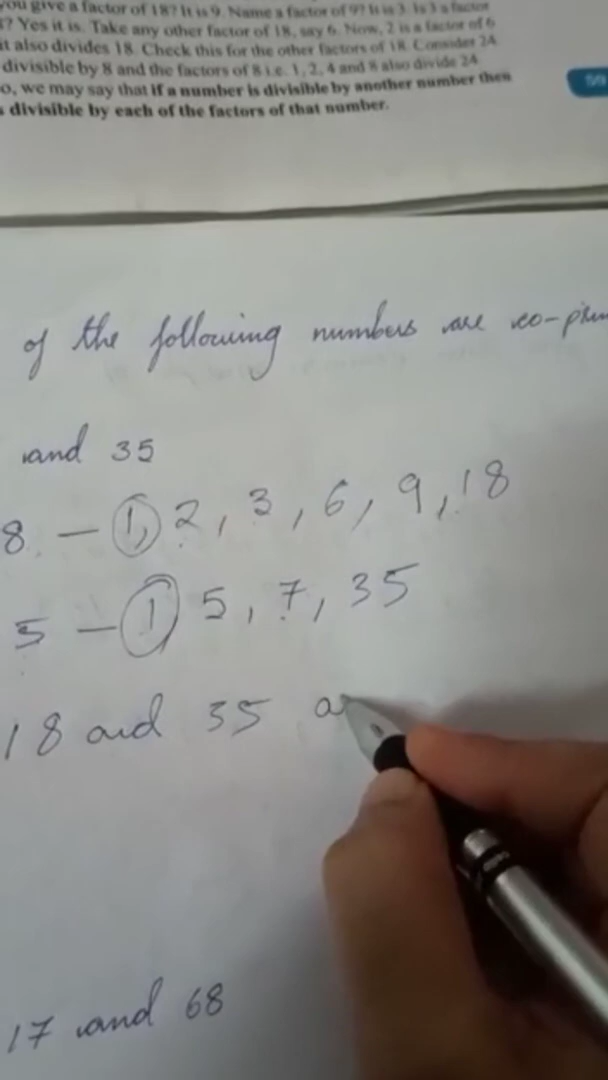 you give a factor of 18? It is 9. Name a factor of 9? It is 3. Is 3 a factor
? Yes it is. Take any other factor of 18, say 6. Now, 2 is a factor of 6
it also divides 18. Check this for the other factors of 18. Consider 24.
divisible by 8 and the factors of 8 i.e. 1, 2, 4 and 8 also divide 24.
o, we may say that if a number is divisible by another number then
divisible by each of the factors of that number.
59
of the following numbers are co-prim
and 35
8 - 1, 2, 3, 6, 9, 18
5 - 1 5, 7, 35
18 and 35 a
17 and 68